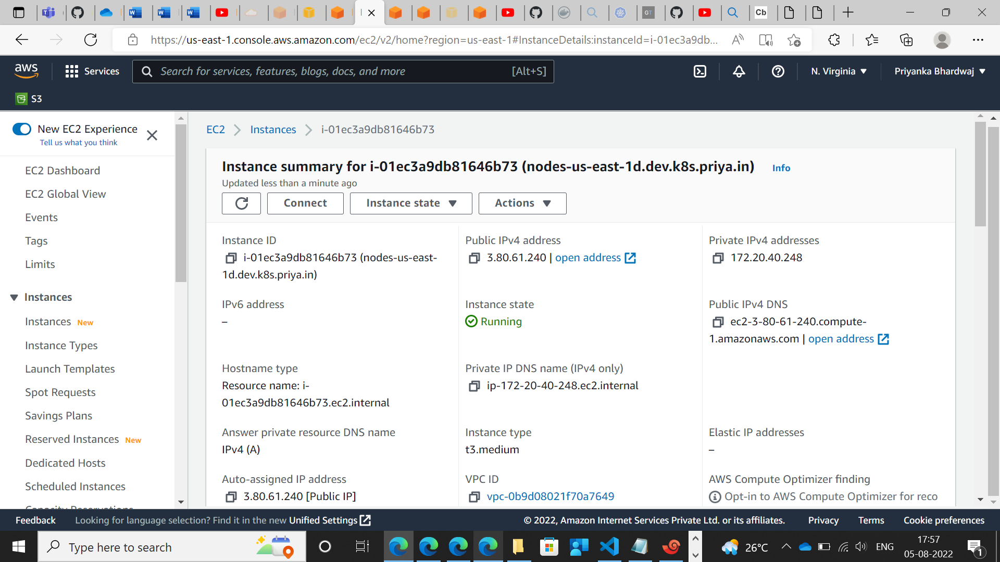 https://us-east-1.console.aws.amazon.com/ec2/v2/home?region=us-east-1#InstanceDetails:instanceId=i-01ec3a9db...
aws
Services
Search for services, features, blogs, docs, and more
[Alt+S]
N. Virginia
Priyanka Bhardwaj
S3
New EC2 Experience
Tell us what you think
EC2 Dashboard
EC2 Global View
Events
Tags
Limits
Instances
Instances New
Instance Types
Launch Templates
Spot Requests
Savings Plans
Reserved Instances New
Dedicated Hosts
Scheduled Instances
Capacity Reservations
EC2
Instances
i-01ec3a9db81646b73
Instance summary for i-01ec3a9db81646b73 (nodes-us-east-1d.dev.k8s.priya.in) Info
Updated less than a minute ago
Connect
Instance state
Actions
Instance ID
i-01ec3a9db81646b73 (nodes-us-east-
1d.dev.k8s.priya.in)
Public IPv4 address
3.80.61.240 | open address
Private IPv4 addresses
172.20.40.248
IPv6 address
–
Instance state
Running
Public IPv4 DNS
ec2-3-80-61-240.compute-
1.amazonaws.com | open address
Hostname type
Resource name: i-
01ec3a9db81646b73.ec2.internal
Private IP DNS name (IPv4 only)
ip-172-20-40-248.ec2.internal
Answer private resource DNS name
IPv4 (A)
Instance type
t3.medium
Elastic IP addresses
–
Auto-assigned IP address
3.80.61.240 [Public IP]
VPC ID
vpc-0b9d08021f70a7649
AWS Compute Optimizer finding
Opt-in to AWS Compute Optimizer for reco
Feedback
Looking for language selection? Find it in the new Unified Settings
© 2022, Amazon Internet Services Private Ltd. or its affiliates.
Privacy
Terms
Cookie preferences
Type here to search
26°C
ENG
17:57
05-08-2022
1
Cb
GT